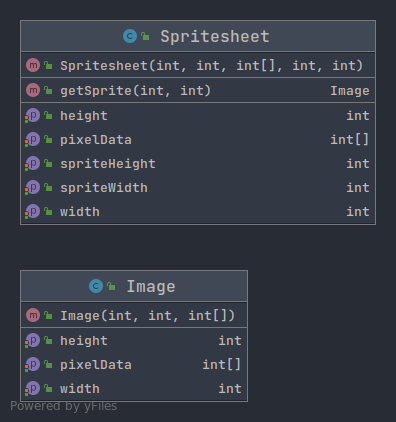 C Spritesheet
m Spritesheet(int, int, int[], int, int)
m getSprite(int, int) Image
p height int
p pixelData int[]
p spriteHeight int
p spriteWidth int
p width int
C Image
m Image(int, int, int[])
p height int
p pixelData int[]
p width int
Powered by yFiles